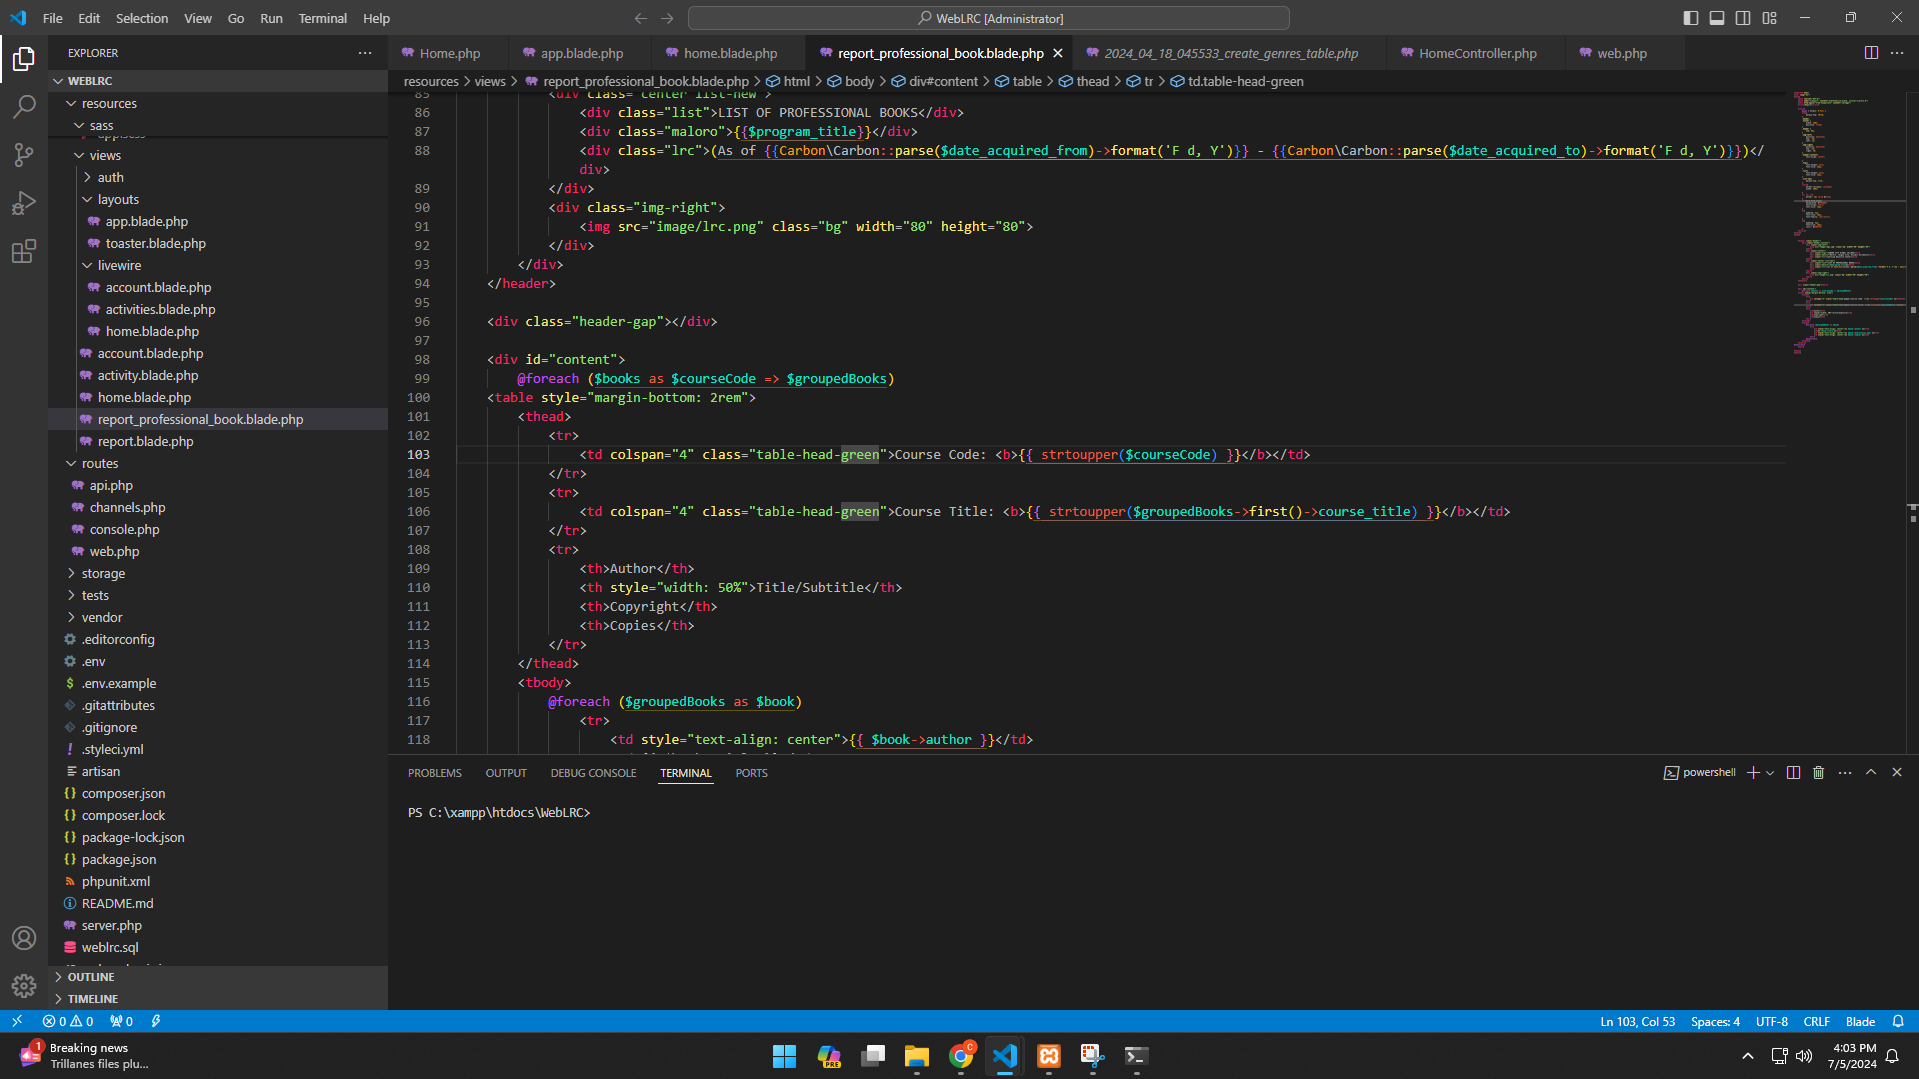 File Edit Selection View Go Run Terminal Help
WebLRC [Administrator]
EXPLORER
WEBLRC
resources
sass
views
auth
layouts
app.blade.php
toaster.blade.php
livewire
account.blade.php
activities.blade.php
home.blade.php
account.blade.php
activity.blade.php
home.blade.php
report_professional_book.blade.php
report.blade.php
routes
api.php
channels.php
console.php
web.php
storage
tests
vendor
.editorconfig
.env
.env.example
.gitattributes
.gitignore
.styleci.yml
artisan
composer.json
composer.lock
package-lock.json
package.json
phpunit.xml
README.md
server.php
weblrc.sql
OUTLINE
TIMELINE
Home.php app.blade.php home.blade.php report_professional_book.blade.php 2024_04_18_045533_create_genres_table.php HomeController.php web.php
resources > views > report_professional_book.blade.php > html > body > div#content > table > thead > tr > td.table-head-green
85 <div class="center list-new">
86 <div class="list">LIST OF PROFESSIONAL BOOKS</div>
87 <div class="maloro">{{$program_title}}</div>
88 <div class="lrc">(As of {{Carbon\Carbon::parse($date_acquired_from)->format('F d, Y')}} - {{Carbon\Carbon::parse($date_acquired_to)->format('F d, Y')}})</
div>
89 </div>
90 <div class="img-right">
91 <img src="image/lrc.png" class="bg" width="80" height="80">
92 </div>
93 </div>
94 </header>
95
96 <div class="header-gap"></div>
97
98 <div id="content">
99 @foreach ($books as $courseCode => $groupedBooks)
100 <table style="margin-bottom: 2rem">
101 <thead>
102 <tr>
103 <td colspan="4" class="table-head-green">Course Code: <b>{{ strtoupper($courseCode) }}</b></td>
104 </tr>
105 <tr>
106 <td colspan="4" class="table-head-green">Course Title: <b>{{ strtoupper($groupedBooks->first()->course_title) }}</b></td>
107 </tr>
108 <tr>
109 <th>Author</th>
110 <th style="width: 50%">Title/Subtitle</th>
111 <th>Copyright</th>
112 <th>Copies</th>
113 </tr>
114 </thead>
115 <tbody>
116 @foreach ($groupedBooks as $book)
117 <tr>
118 <td style="text-align: center">{{ $book->author }}</td>
PROBLEMS OUTPUT DEBUG CONSOLE TERMINAL PORTS
powershell
PS C:\xampp\htdocs\WebLRC>
0 0 0
Ln 103, Col 53 Spaces: 4 UTF-8 CRLF Blade
1
Breaking news
Trillanes files plu...
PRE
C
4:03 PM
7/5/2024